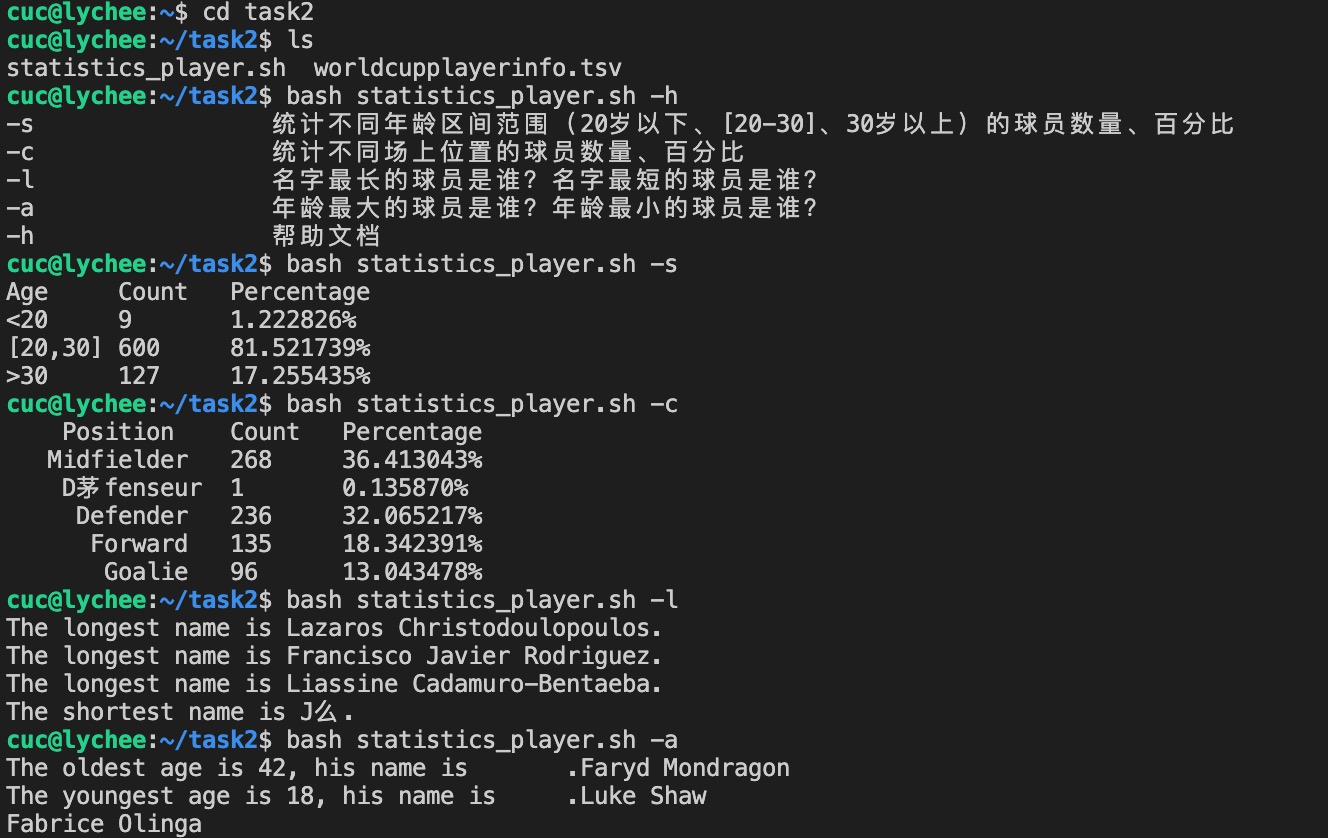 cuc@lychee:~$ cd task2
cuc@lychee:~/task2$ ls
statistics_player.sh  worldcupplayerinfo.tsv
cuc@lychee:~/task2$ bash statistics_player.sh -h
-s                 统计不同年龄区间范围（20岁以下、[20-30]、30岁以上）的球员数量、百分比
-c                 统计不同场上位置的球员数量、百分比
-l                 名字最长的球员是谁？名字最短的球员是谁？
-a                 年龄最大的球员是谁？年龄最小的球员是谁？
-h                 帮助文档
cuc@lychee:~/task2$ bash statistics_player.sh -s
Age     Count   Percentage
<20     9       1.222826%
[20,30] 600     81.521739%
>30     127     17.255435%
cuc@lychee:~/task2$ bash statistics_player.sh -c
    Position    Count   Percentage
   Midfielder   268     36.413043%
    D茅fenseur  1       0.135870%
     Defender   236     32.065217%
      Forward   135     18.342391%
       Goalie   96      13.043478%
cuc@lychee:~/task2$ bash statistics_player.sh -l
The longest name is Lazaros Christodoulopoulos.
The longest name is Francisco Javier Rodriguez.
The longest name is Liassine Cadamuro-Bentaeba.
The shortest name is J么.
cuc@lychee:~/task2$ bash statistics_player.sh -a
The oldest age is 42, his name is       .Faryd Mondragon
The youngest age is 18, his name is     .Luke Shaw
Fabrice Olinga